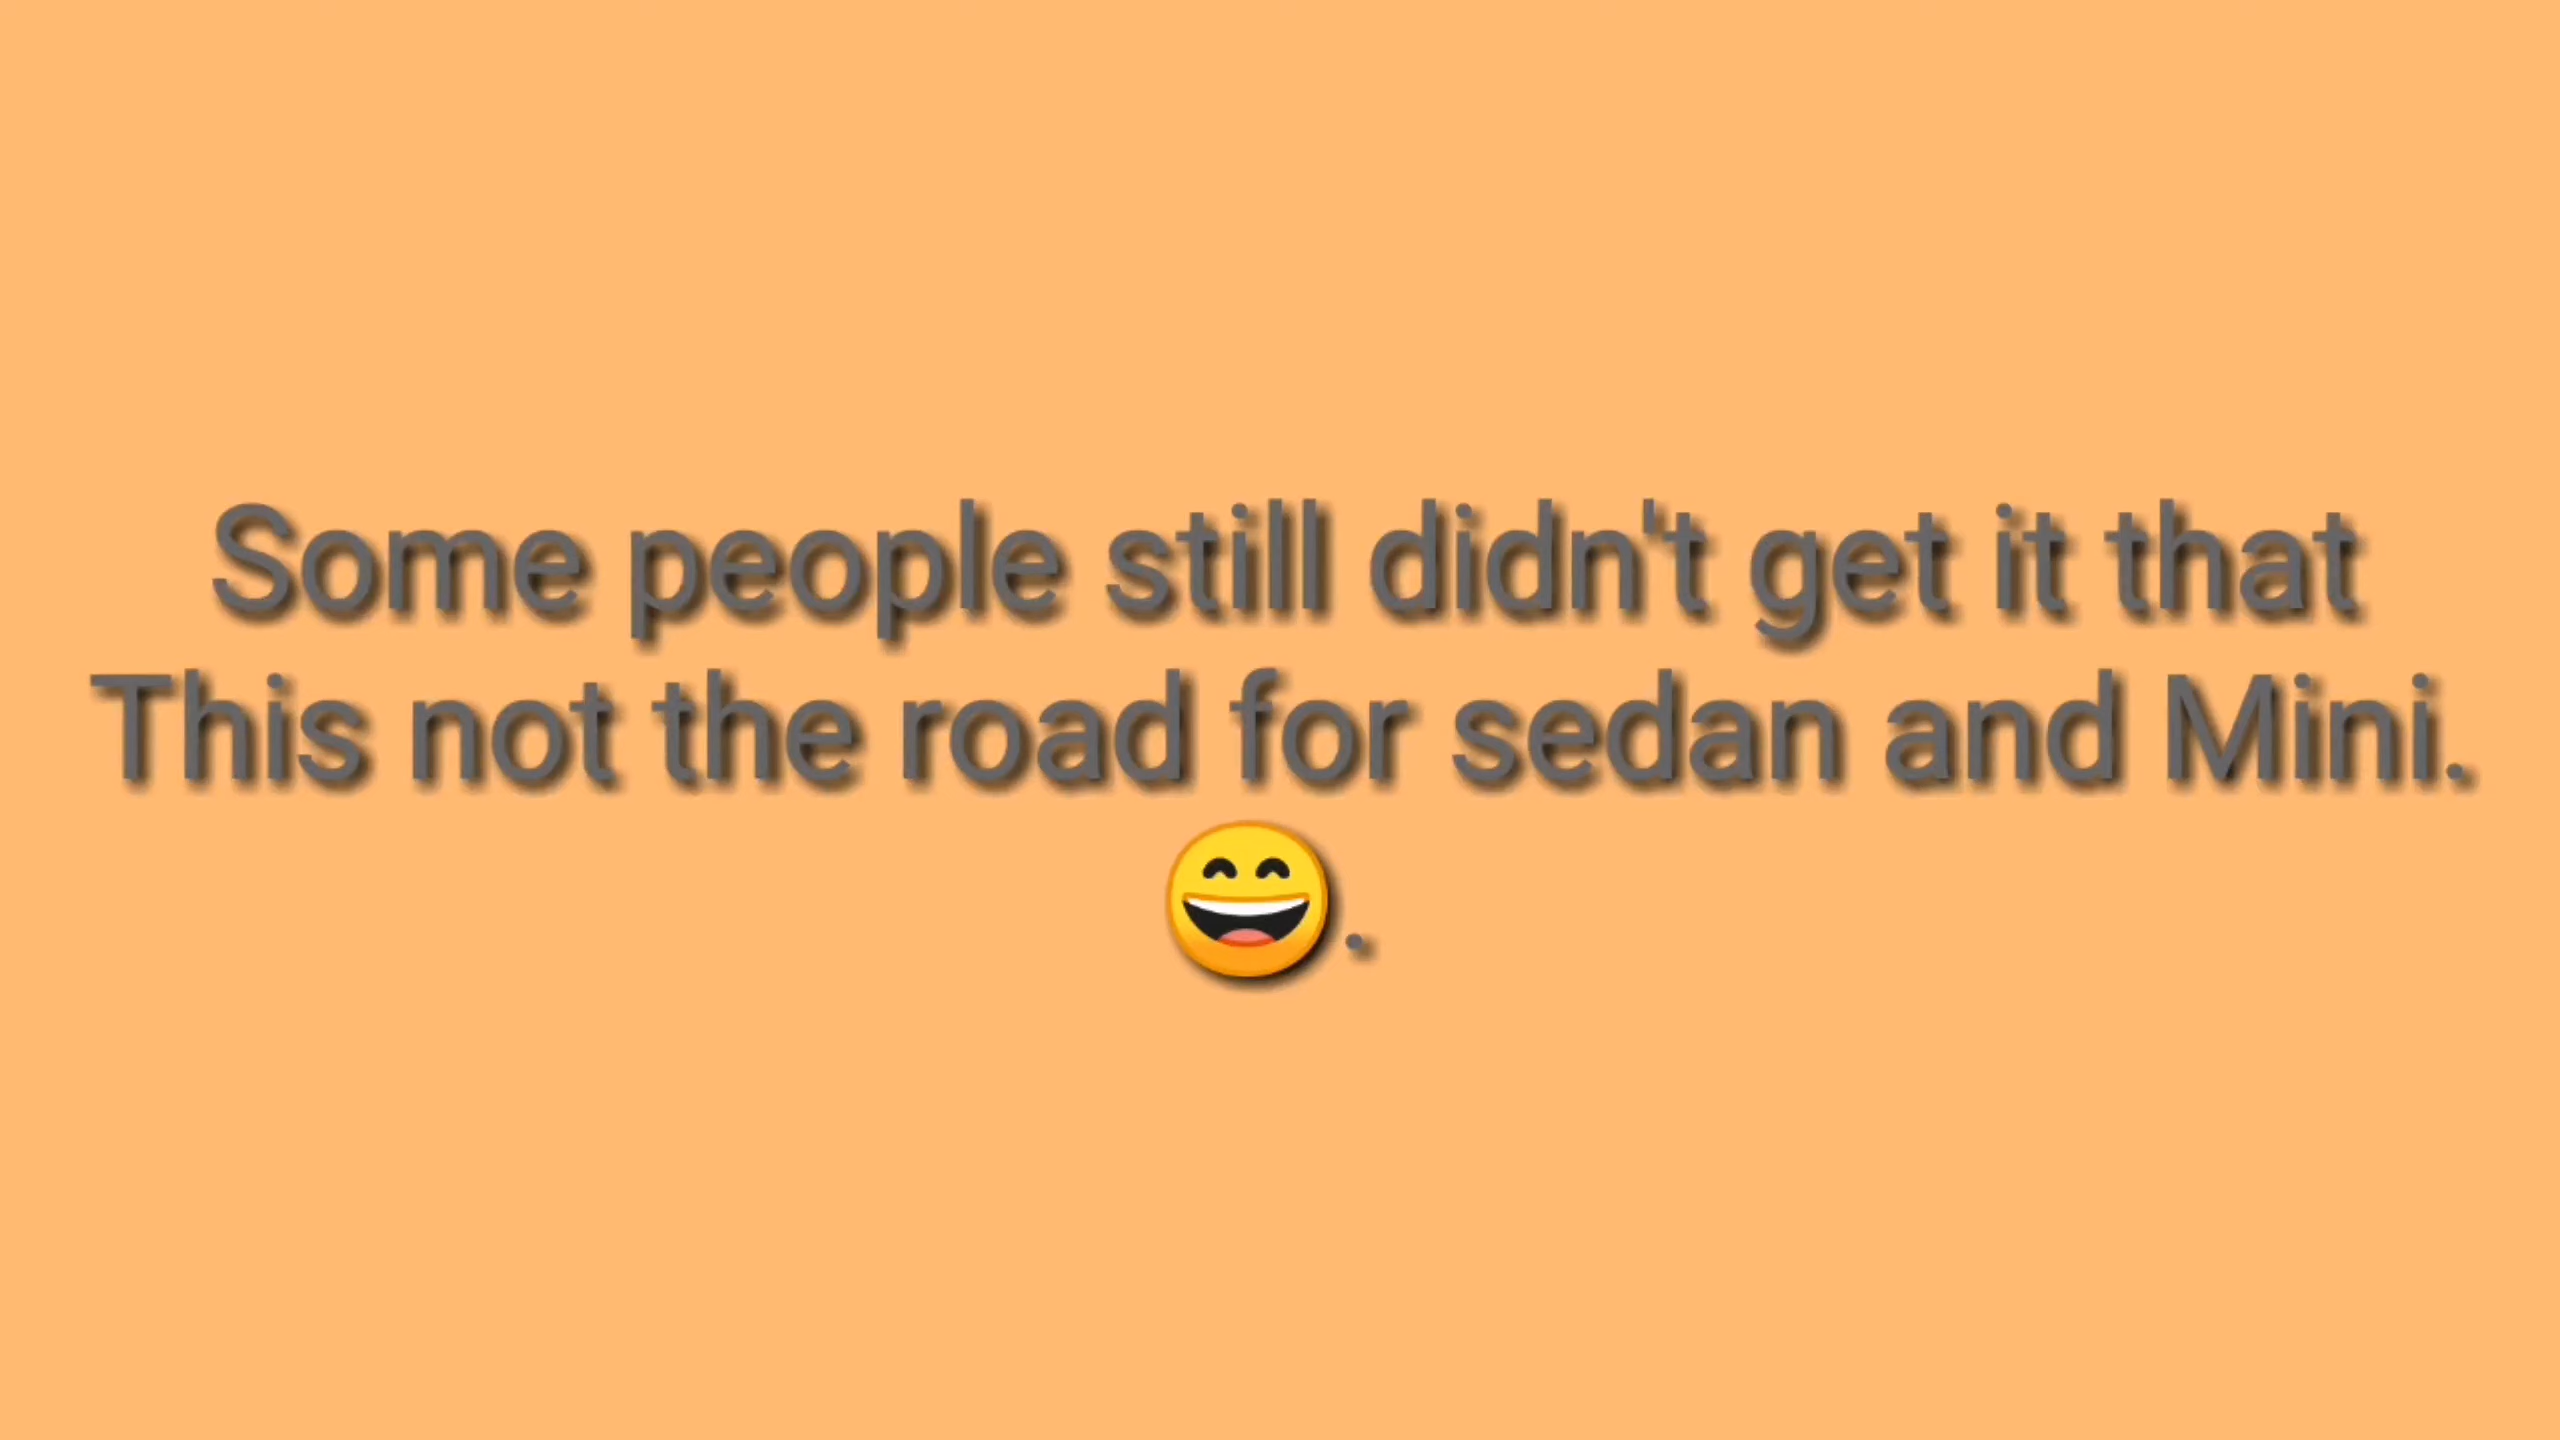 Some people still didn't get it that
This not the road for sedan and Mini.
😄.